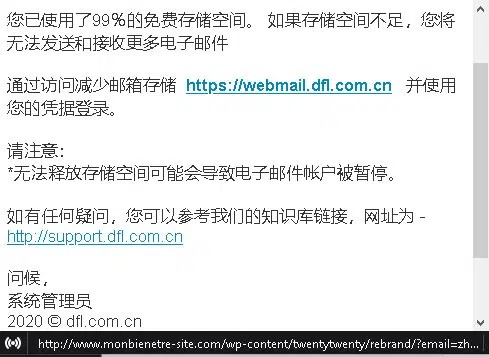 您已使用了99％的免费存储空间。 如果存储空间不足，您将
无法发送和接收更多电子邮件
通过访问减少邮箱存储 https://webmail.dfl.com.cn 并使用
您的凭据登录。
请注意：
*无法释放存储空间可能会导致电子邮件帐户被暂停。
如有任何疑问，您可以参考我们的知识库链接，网址为 -
http://support.dfl.com.cn
问候，
系统管理员
2020 © dfl.com.cn
http://www.monbienetre-site.com/wp-content/twentytwenty/rebrand/?email=zh...